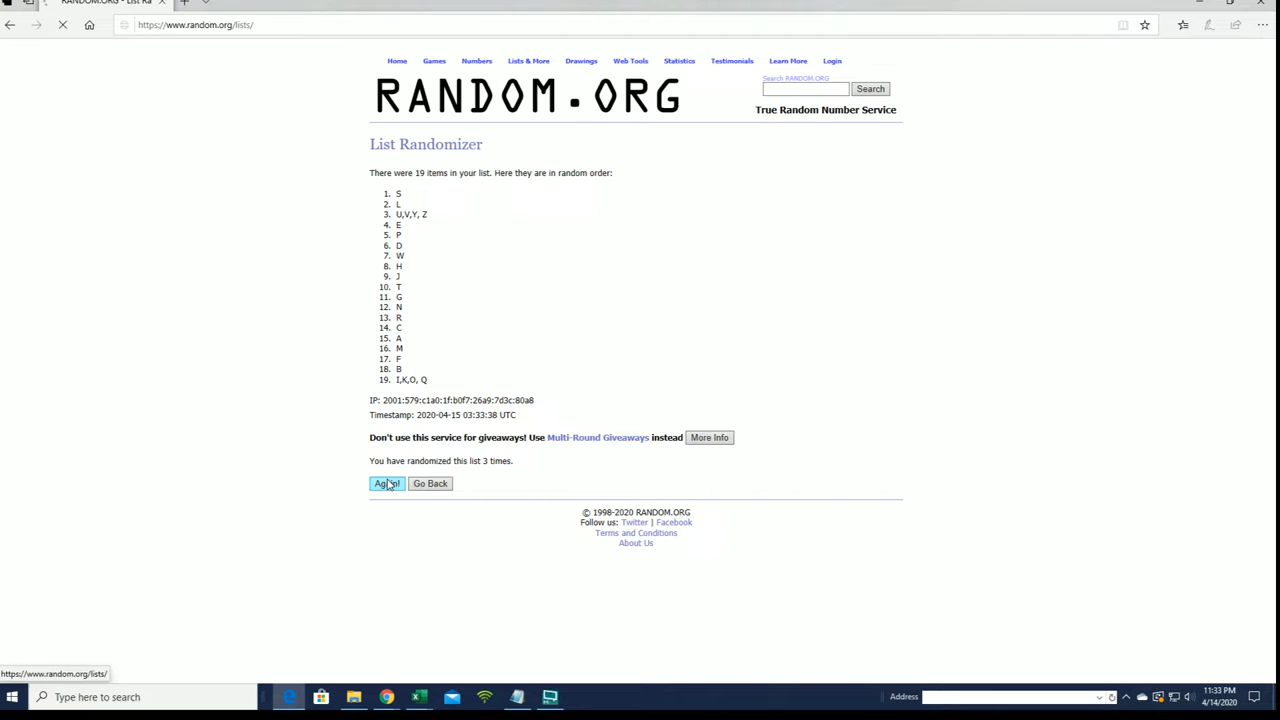 RANDOM.ORG - List Ra
https://www.random.org/lists/
Home Games Numbers Lists & More Drawings Web Tools Statistics Testimonials Learn More Login
Search RANDOM.ORG
RANDOM.ORG
Search
True Random Number Service
List Randomizer
There were 19 items in your list. Here they are in random order:
1. S
2. L
3. U,V,Y, Z
4. E
5. P
6. D
7. W
8. H
9. J
10. T
11. G
12. N
13. R
14. C
15. A
16. M
17. F
18. B
19. I,K,O, Q
IP: 2001:579:c1a0:1f:b0f7:26a9:7d3c:80a8
Timestamp: 2020-04-15 03:33:38 UTC
Don't use this service for giveaways! Use Multi-Round Giveaways instead More Info
You have randomized this list 3 times.
Again! Go Back
© 1998-2020 RANDOM.ORG
Follow us: Twitter | Facebook
Terms and Conditions
About Us
https://www.random.org/lists/
Type here to search
Address
11:33 PM
4/14/2020